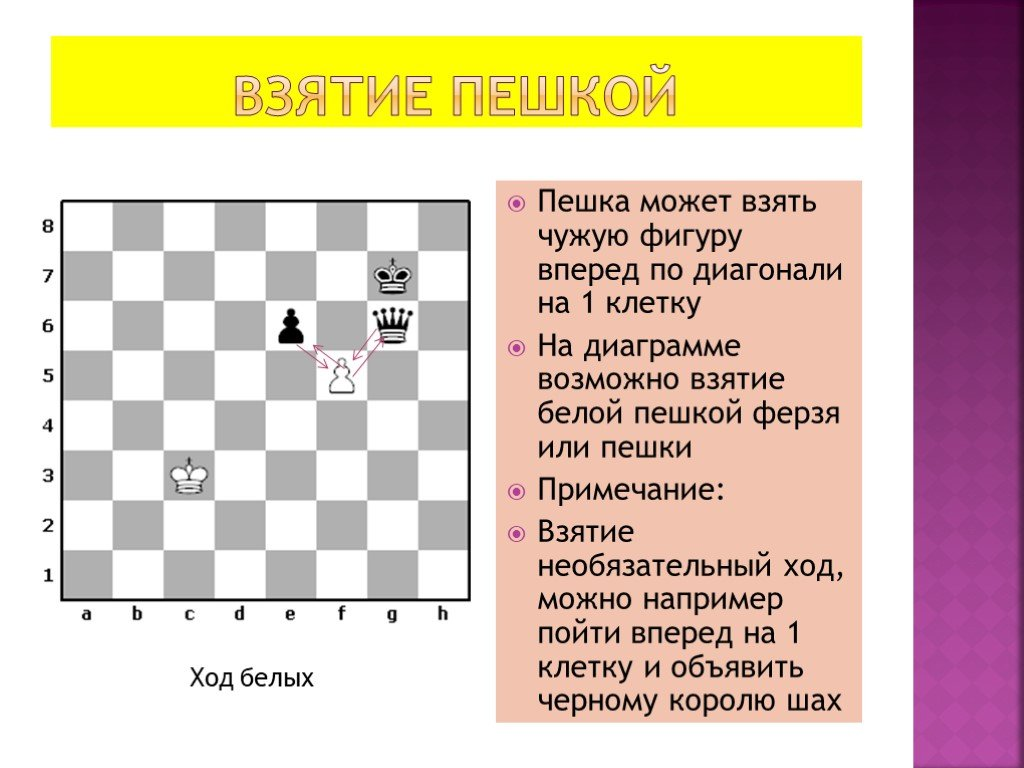 ВЗЯТИЕ ПЕШКОЙ
8
7
6
5
4
3
2
1
a b c d e f g h
Ход белых
Пешка может взять
чужую фигуру
вперед по диагонали
на 1 клетку
На диаграмме
возможно взятие
белой пешкой ферзя
или пешки
Примечание:
Взятие
необязательный ход,
можно например
пойти вперед на 1
клетку и объявить
черному королю шах